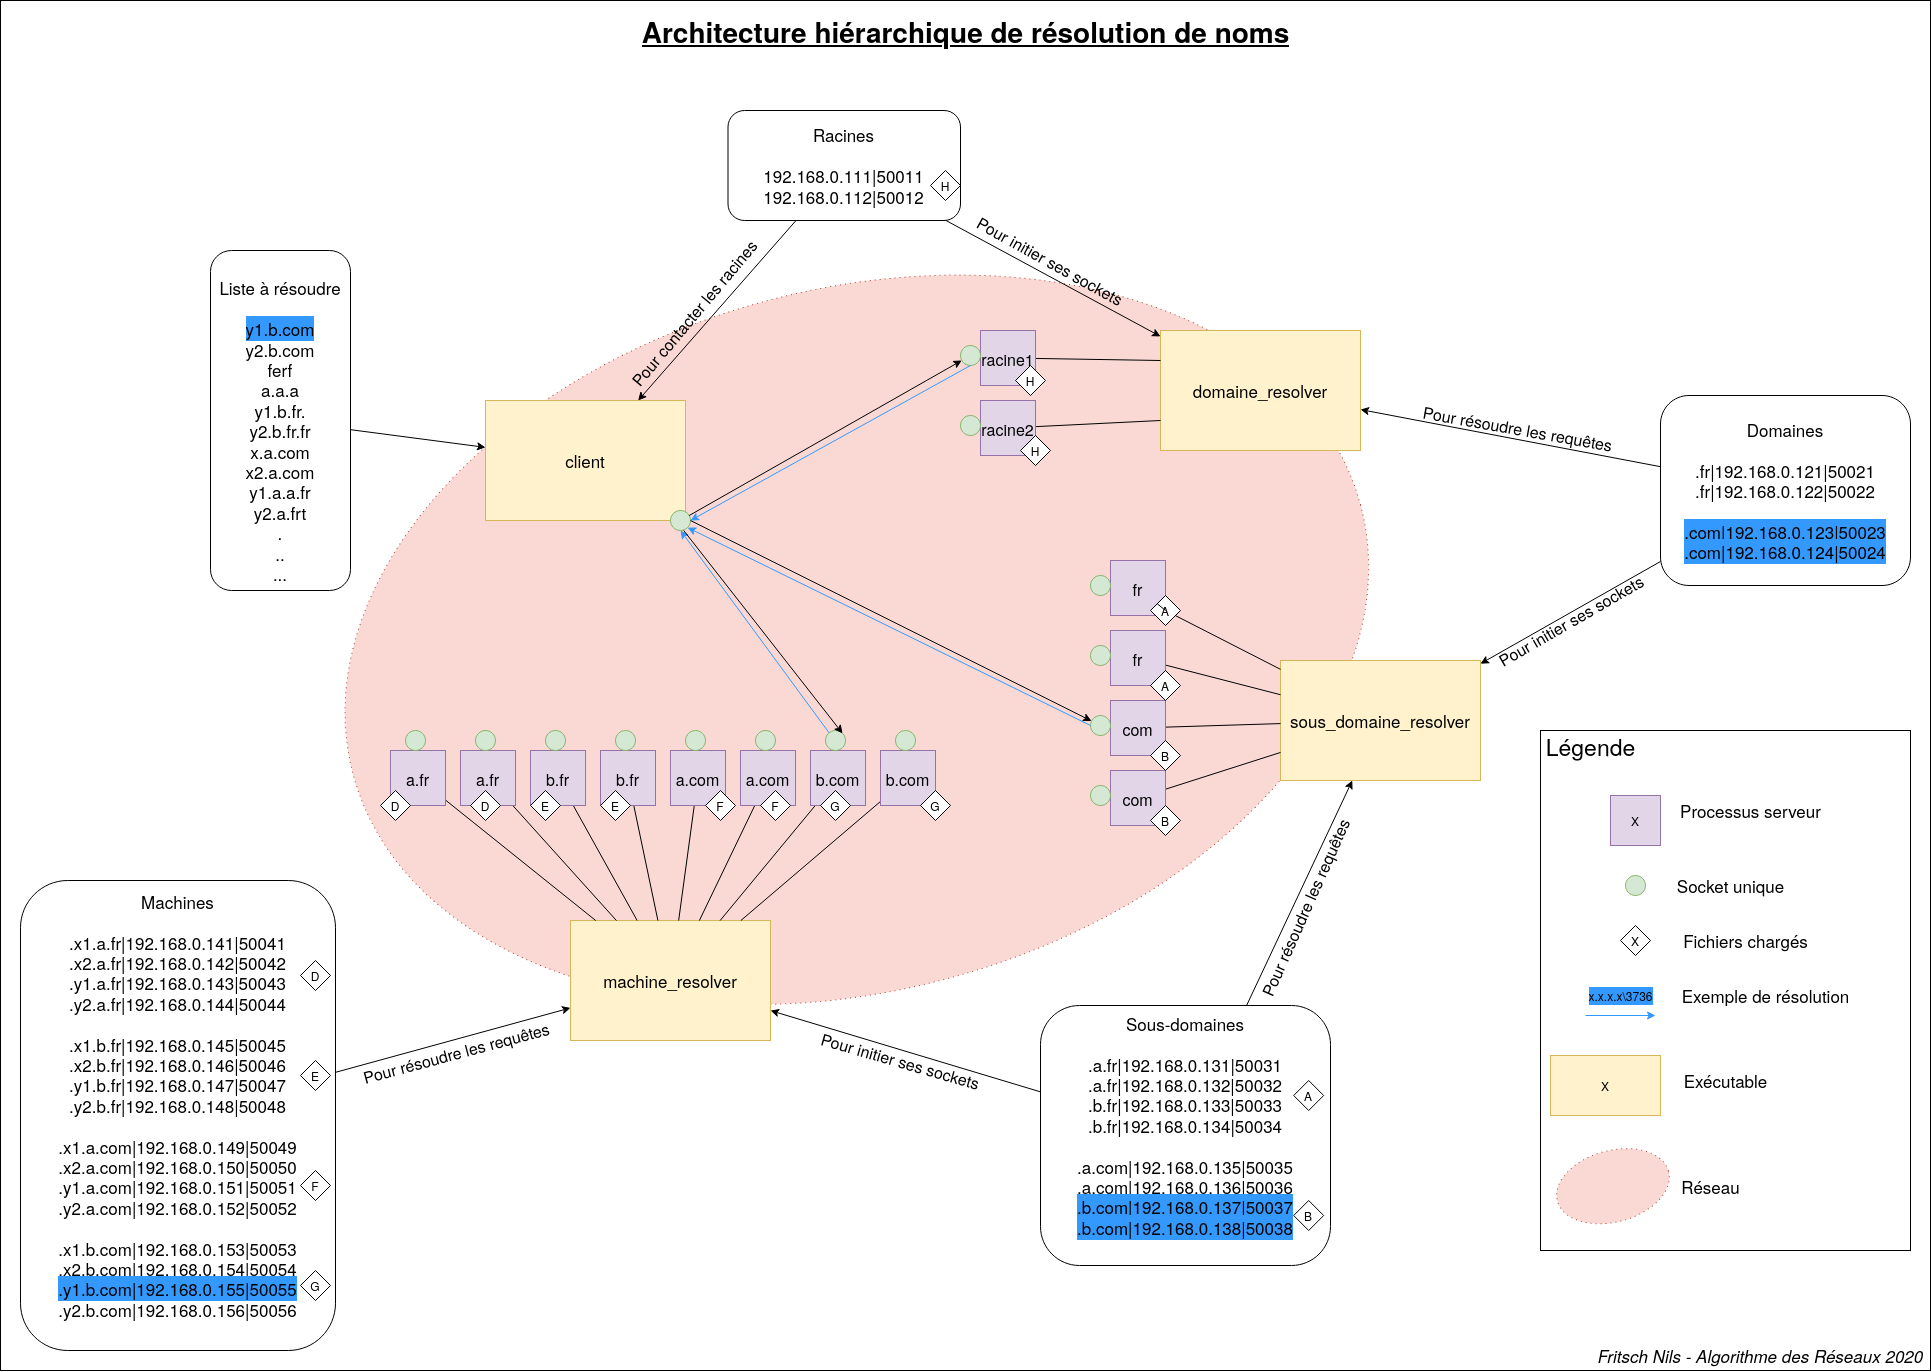 Architecture hiérarchique de résolution de noms
Racines
192.168.0.111|50011
192.168.0.112|50012
H
Pour contacter les racines
Pour initier ses sockets
Liste à résoudre
y1.b.com
y2.b.com
ferf
a.a.a
y1.b.fr.
y2.b.fr.fr
x.a.com
x2.a.com
y1.a.a.fr
y2.a.frt
.
..
...
client
racine1
H
racine2
H
domaine_resolver
Pour résoudre les requêtes
Domaines
.fr|192.168.0.121|50021
.fr|192.168.0.122|50022
.com|192.168.0.123|50023
.com|192.168.0.124|50024
Pour initier ses sockets
fr
A
fr
A
com
B
com
B
sous_domaine_resolver
Pour résoudre les requêtes
a.fr
D
a.fr
D
b.fr
E
b.fr
E
a.com
F
a.com
F
b.com
G
b.com
G
machine_resolver
Pour résoudre les requêtes
Pour initier ses sockets
Machines
.x1.a.fr|192.168.0.141|50041
.x2.a.fr|192.168.0.142|50042
.y1.a.fr|192.168.0.143|50043
.y2.a.fr|192.168.0.144|50044
D
.x1.b.fr|192.168.0.145|50045
.x2.b.fr|192.168.0.146|50046
.y1.b.fr|192.168.0.147|50047
.y2.b.fr|192.168.0.148|50048
E
.x1.a.com|192.168.0.149|50049
.x2.a.com|192.168.0.150|50050
.y1.a.com|192.168.0.151|50051
.y2.a.com|192.168.0.152|50052
F
.x1.b.com|192.168.0.153|50053
.x2.b.com|192.168.0.154|50054
.y1.b.com|192.168.0.155|50055
.y2.b.com|192.168.0.156|50056
G
Sous-domaines
.a.fr|192.168.0.131|50031
.a.fr|192.168.0.132|50032
.b.fr|192.168.0.133|50033
.b.fr|192.168.0.134|50034
A
.a.com|192.168.0.135|50035
.a.com|192.168.0.136|50036
.b.com|192.168.0.137|50037
.b.com|192.168.0.138|50038
B
Légende
X
Processus serveur
Socket unique
X
Fichiers chargés
x.x.x.x\3736
Exemple de résolution
X
Exécutable
Réseau
Fritsch Nils - Algorithme des Réseaux 2020